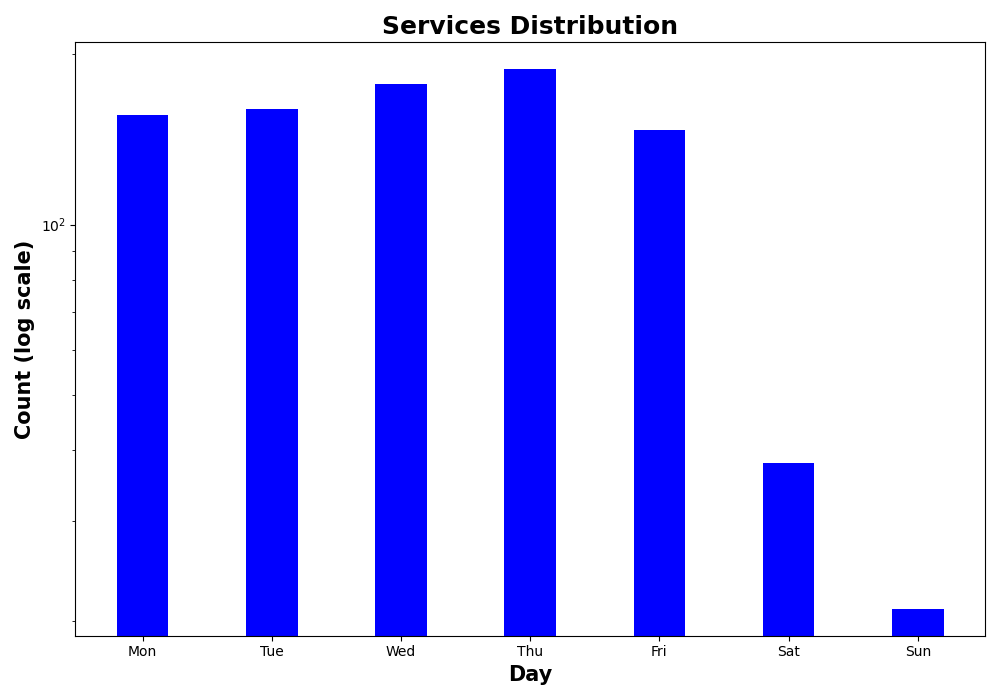 Services Distribution
Count (log scale)
10²
Mon Tue Wed Thu Fri Sat Sun
Day